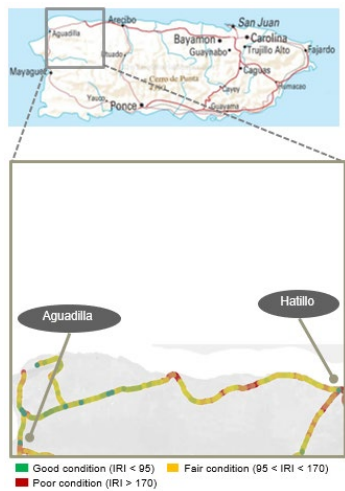 San Juan
Arecibo
Aguadilla
Bayamon
Carolina
Utuado
Guaynabo
Trujillo Alto
Fajardo
Mayaguez
Cerro de Punta
Caguas
Yauco
Cayey
Humacao
Ponce
Guayama
Aguadilla
Hatillo
Good condition (IRI < 95)
Fair condition (95 < IRI < 170)
Poor condition (IRI > 170)